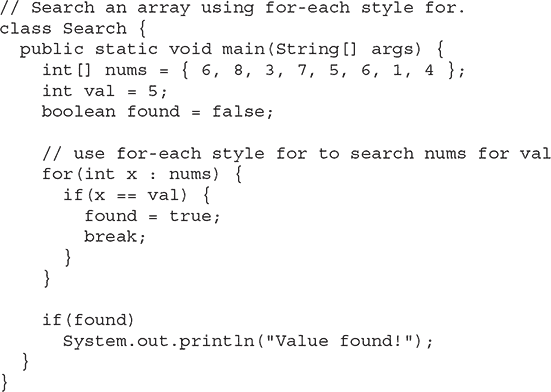 // Search an array using for-each style for.
class Search {
  public static void main(String[] args) {
    int[] nums = { 6, 8, 3, 7, 5, 6, 1, 4 };
    int val = 5;
    boolean found = false;

    // use for-each style for to search nums for val
    for(int x : nums) {
      if(x == val) {
        found = true;
        break;
      }
    }

    if(found)
      System.out.println("Value found!");
  }
}